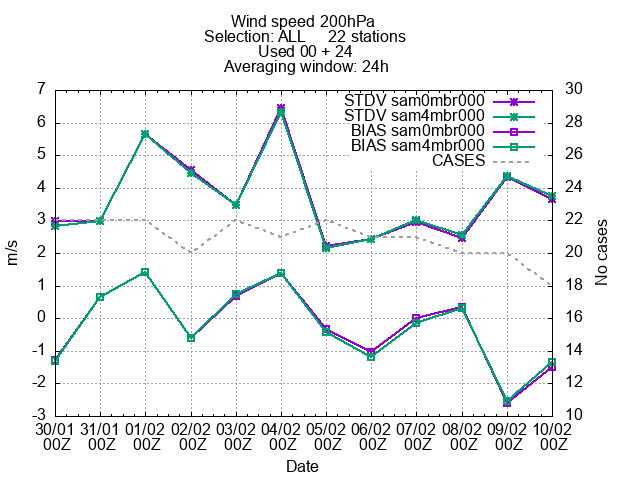 Wind speed 200hPa
Selection: ALL 22 stations
Used 00 + 24
Averaging window: 24h
STDV sam0mbr000
STDV sam4mbr000
BIAS sam0mbr000
BIAS sam4mbr000
CASES
7
6
5
4
3
2
1
0
-1
-2
-3
m/s
30
28
26
24
22
20
18
16
14
12
10
No cases
30/01 31/01 01/02 02/02 03/02 04/02 05/02 06/02 07/02 08/02 09/02 10/02
00Z 00Z 00Z 00Z 00Z 00Z 00Z 00Z 00Z 00Z 00Z 00Z
Date